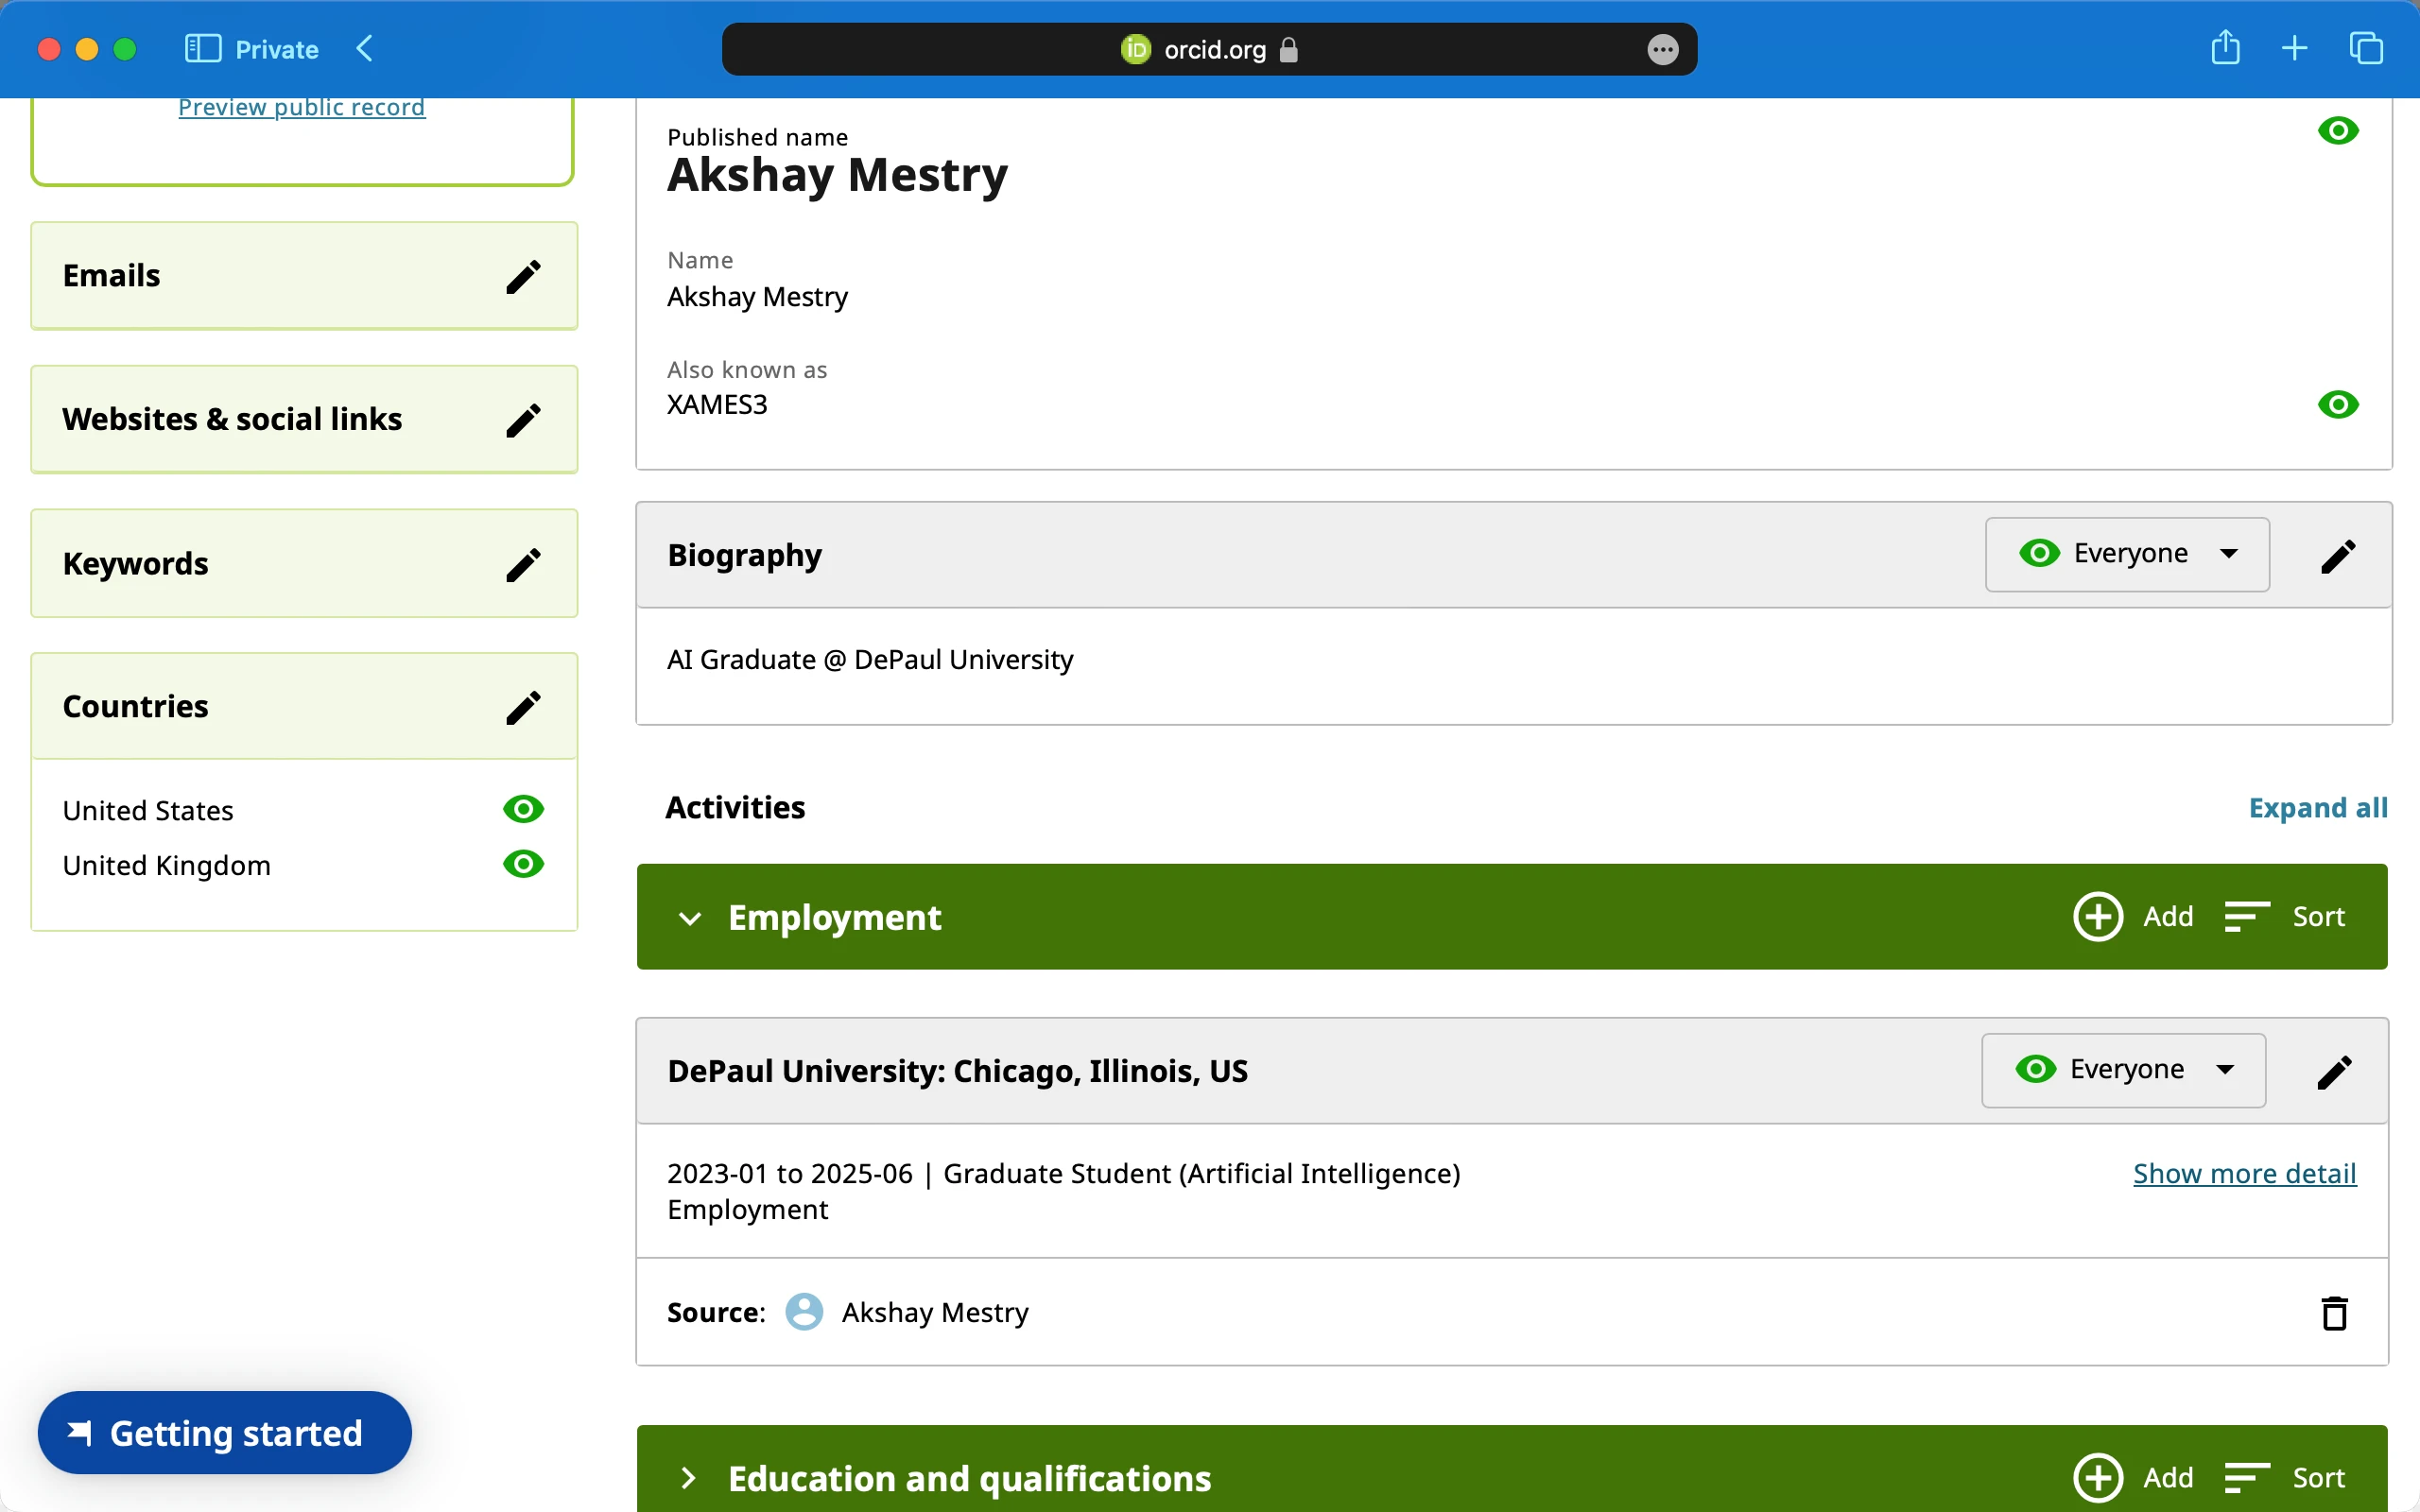 Private
orcid.org
Preview public record
Emails
Websites & social links
Keywords
Countries
United States
United Kingdom
Getting started
Published name
Akshay Mestry
Name
Akshay Mestry
Also known as
XAMES3
Biography
Everyone
AI Graduate @ DePaul University
Activities
Expand all
Employment
Add
Sort
DePaul University: Chicago, Illinois, US
Everyone
2023-01 to 2025-06 | Graduate Student (Artificial Intelligence)
Show more detail
Employment
Source: Akshay Mestry
Education and qualifications
Add
Sort